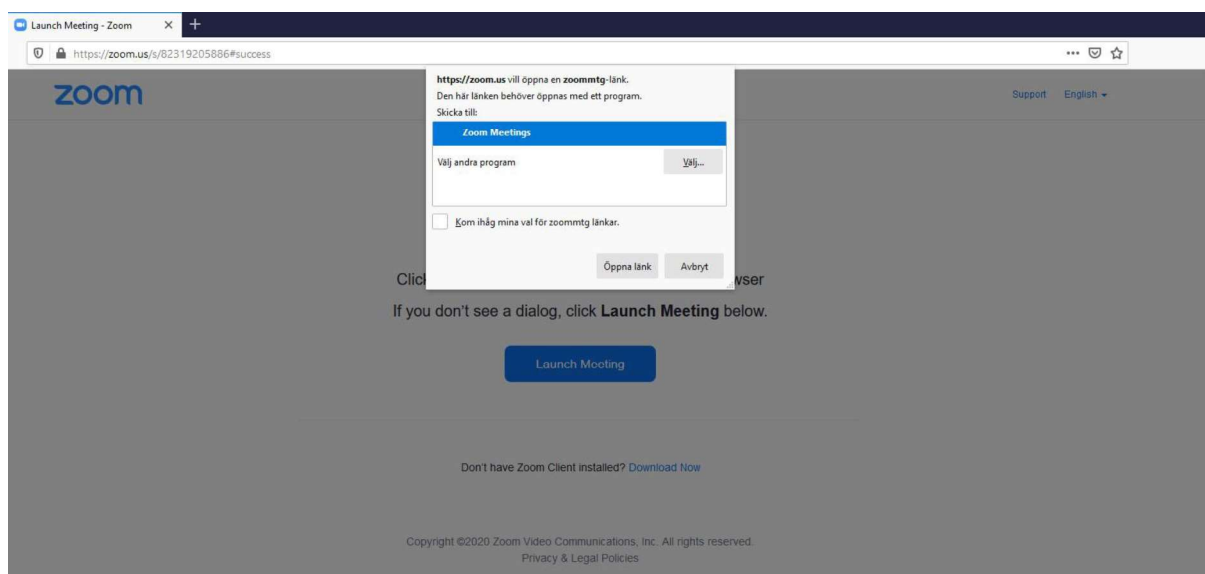 Launch Meeting - Zoom
https://zoom.us/s/82319205886#success
zoom
Support English
https://zoom.us vill öppna en zoommtg-länk.
Den här länken behöver öppnas med ett program.
Skicka till:
Zoom Meetings
Välj andra program Välj...
Kom ihåg mina val för zoommtg länkar.
Öppna länk Avbryt
If you don't see a dialog, click Launch Meeting below.
Launch Meeting
Don't have Zoom Client installed? Download Now
Copyright ©2020 Zoom Video Communications, Inc. All rights reserved.
Privacy & Legal Policies